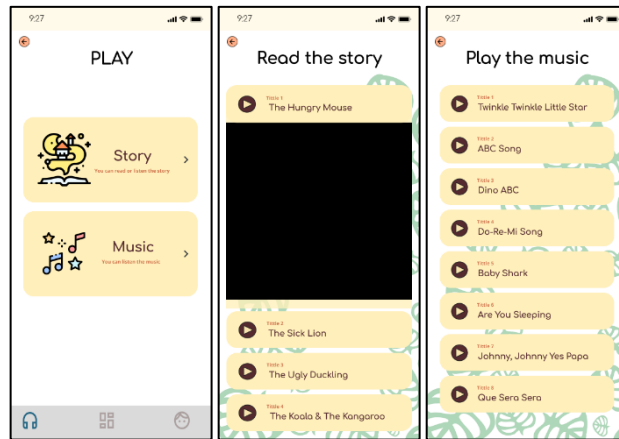 9:27
PLAY
Story
You can read or listen the story
Music
You can listen the music
9:27
Read the story
Tittle 1
The Hungry Mouse
Tittle 2
The Sick Lion
Tittle 3
The Ugly Duckling
Tittle 4
The Koala & The Kangaroo
9:27
Play the music
Tittle 1
Twinkle Twinkle Little Star
Tittle 2
ABC Song
Tittle 3
Dino ABC
Tittle 4
Do-Re-Mi Song
Tittle 5
Baby Shark
Tittle 6
Are You Sleeping
Tittle 7
Johnny, Johnny Yes Papa
Tittle 8
Que Sera Sera